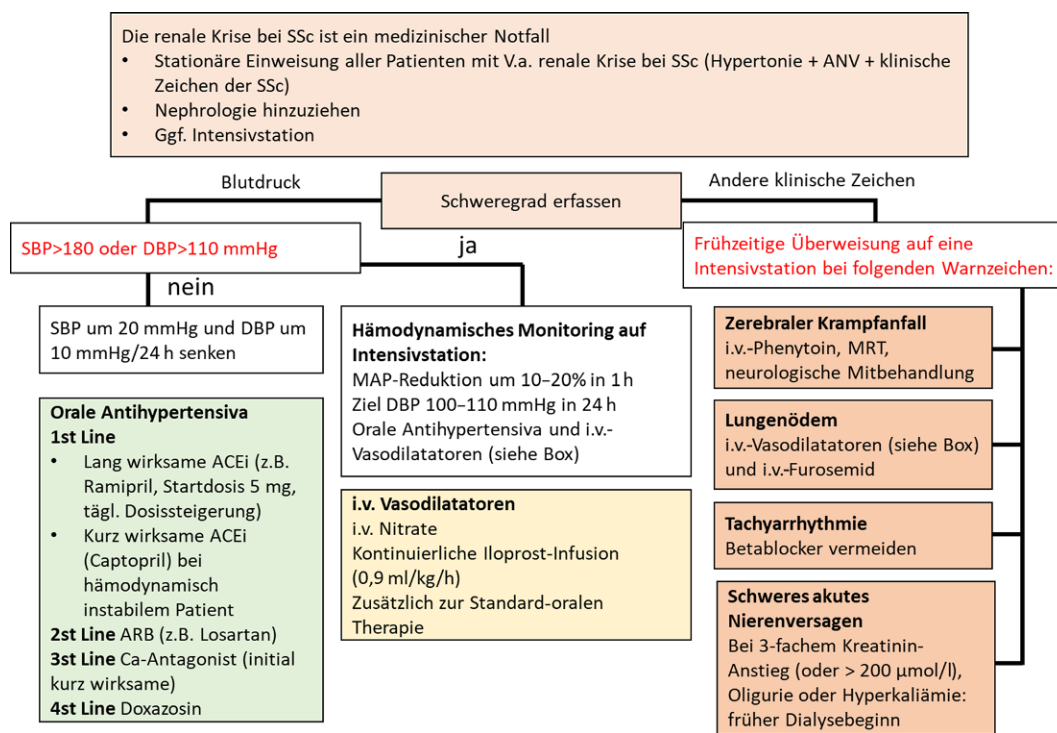 Die renale Krise bei SSc ist ein medizinischer Notfall
• Stationäre Einweisung aller Patienten mit V.a. renale Krise bei SSc (Hypertonie + ANV + klinische
Zeichen der SSc)
• Nephrologie hinzuziehen
• Ggf. Intensivstation
Blutdruck
Schweregrad erfassen
Andere klinische Zeichen
SBP>180 oder DBP>110 mmHg
ja
nein
Frühzeitige Überweisung auf eine
Intensivstation bei folgenden Warnzeichen:
SBP um 20 mmHg und DBP um
10 mmHg/24 h senken
Orale Antihypertensiva
1st Line
• Lang wirksame ACEi (z.B.
Ramipril, Startdosis 5 mg,
tägl. Dosissteigerung)
• Kurz wirksame ACEi
(Captopril) bei
hämodynamisch
instabilem Patient
2st Line ARB (z.B. Losartan)
3st Line Ca-Antagonist (initial
kurz wirksame)
4st Line Doxazosin
Hämodynamisches Monitoring auf
Intensivstation:
MAP-Reduktion um 10–20% in 1 h
Ziel DBP 100–110 mmHg in 24 h
Orale Antihypertensiva und i.v.-
Vasodilatatoren (siehe Box)
i.v. Vasodilatatoren
i.v. Nitrate
Kontinuierliche Iloprost-Infusion
(0,9 ml/kg/h)
Zusätzlich zur Standard-oralen
Therapie
Zerebraler Krampfanfall
i.v.-Phenytoin, MRT,
neurologische Mitbehandlung
Lungenödem
i.v.-Vasodilatatoren (siehe Box)
und i.v.-Furosemid
Tachyarrhythmie
Betablocker vermeiden
Schweres akutes
Nierenversagen
Bei 3-fachem Kreatinin-
Anstieg (oder > 200 µmol/l),
Oligurie oder Hyperkaliämie:
früher Dialysebeginn